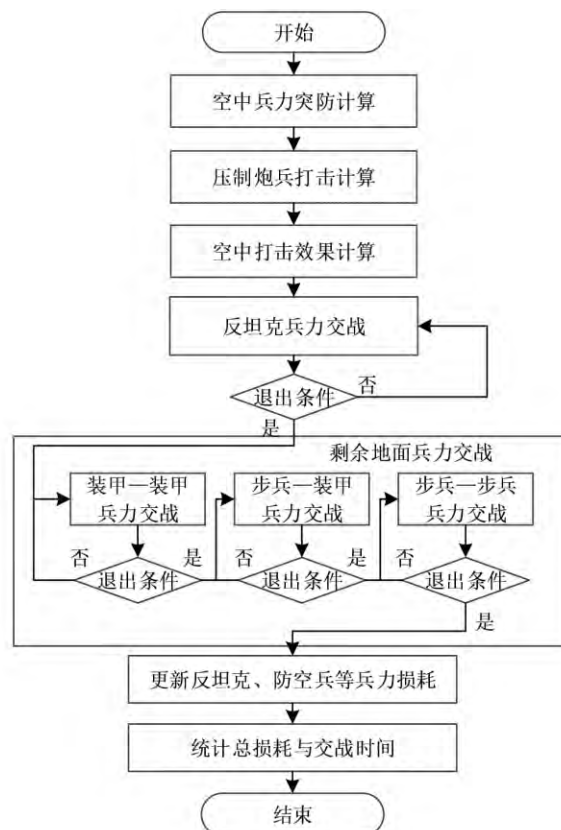 开始
空中兵力突防计算
压制炮兵打击计算
空中打击效果计算
反坦克兵力交战
退出条件
否
是
剩余地面兵力交战
装甲—装甲
兵力交战
步兵—装甲
兵力交战
步兵—步兵
兵力交战
否
退出条件
是
否
退出条件
是
否
退出条件
是
更新反坦克、防空兵等兵力损耗
统计总损耗与交战时间
结束